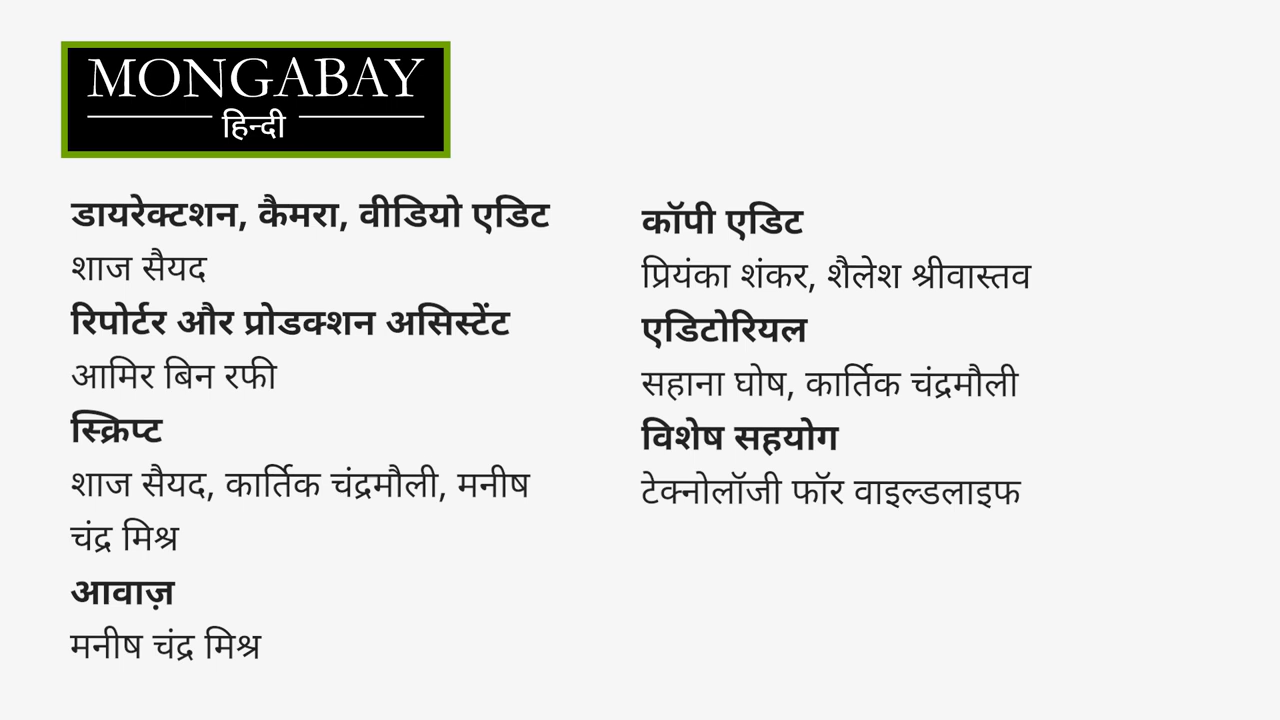 MONGABAY
हिन्दी
डायरेक्टशन, कैमरा, वीडियो एडिट
शाज सैयद
रिपोर्टर और प्रोडक्शन असिस्टेंट
आमिर बिन रफी
स्क्रिप्ट
शाज सैयद, कार्तिक चंद्रमौली, मनीष
चंद्र मिश्र
आवाज़
मनीष चंद्र मिश्र
कॉपी एडिट
प्रियंका शंकर, शैलेश श्रीवास्तव
एडिटोरियल
सहाना घोष, कार्तिक चंद्रमौली
विशेष सहयोग
टेक्नोलॉजी फॉर वाइल्डलाइफ